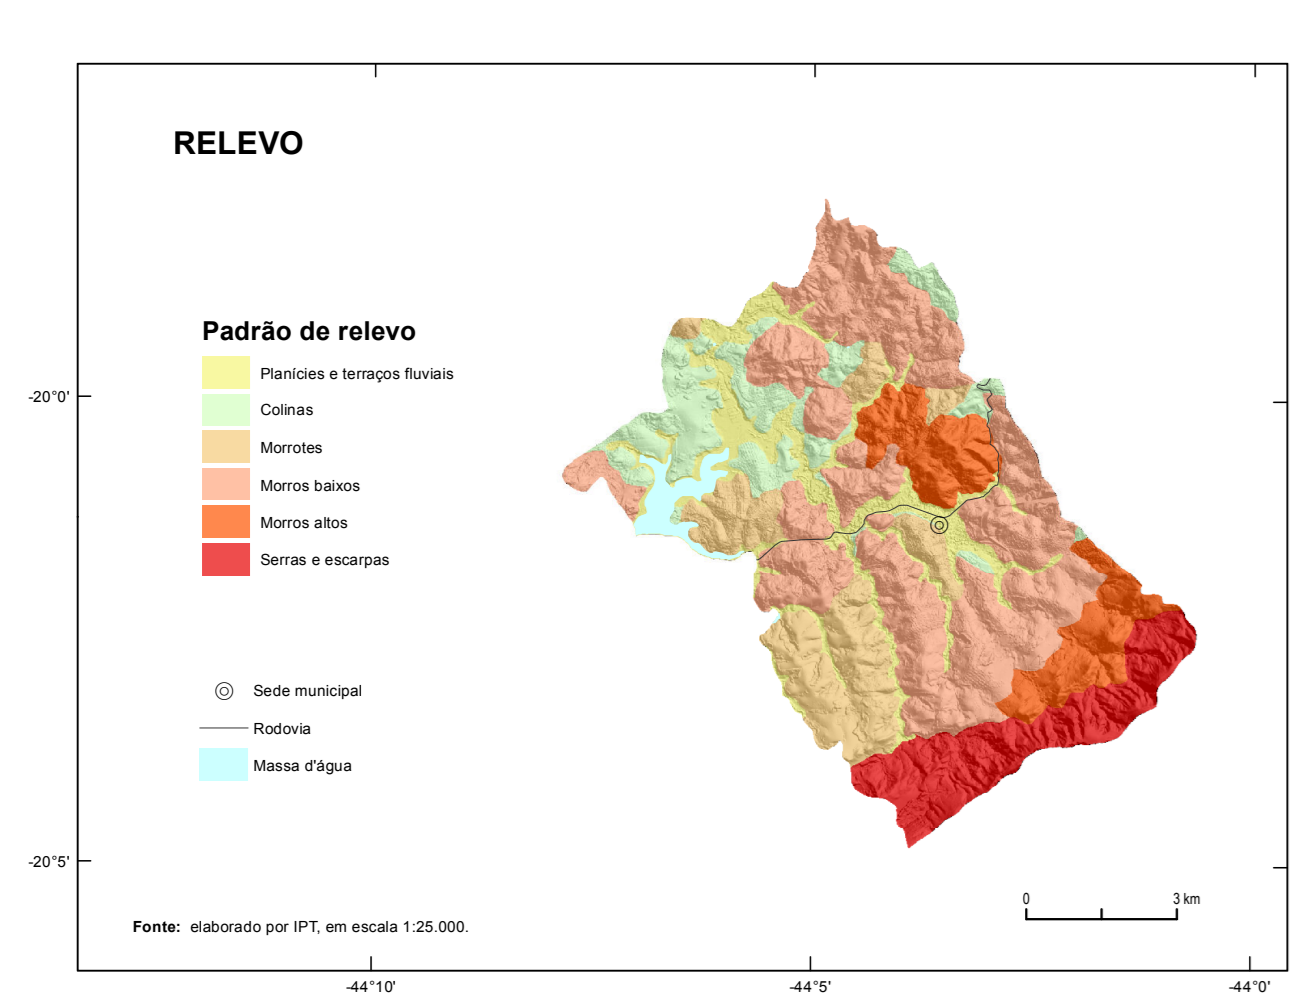 RELEVO
Padrão de relevo
Planícies e terraços fluviais
Colinas
Morrotes
Morros baixos
Morros altos
Serras e escarpas
Sede municipal
Rodovia
Massa d'água
-20°0'
-20°5'
0 3 km
Fonte: elaborado por IPT, em escala 1:25.000.
-44°10' -44°5' -44°0'